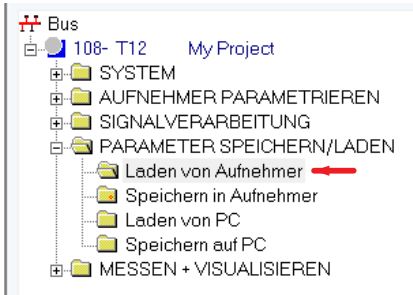 Bus
108- T12 My Project
SYSTEM
AUFNEHMER PARAMETRIEREN
SIGNALVERARBEITUNG
PARAMETER SPEICHERN/LADEN
Laden von Aufnehmer
Speichern in Aufnehmer
Laden von PC
Speichern auf PC
MESSEN + VISUALISIEREN